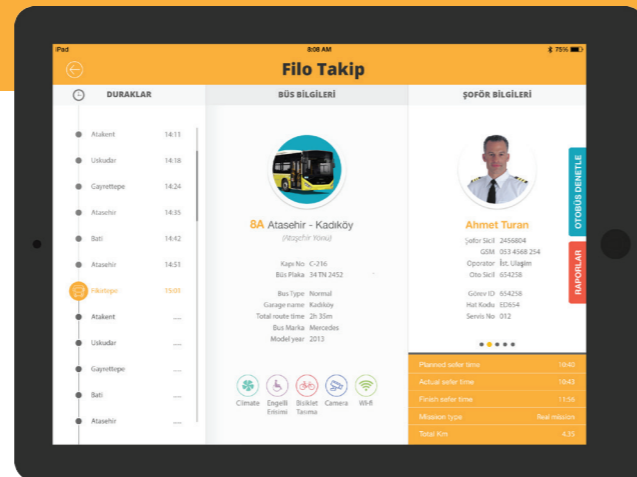 iPad
8:08 AM
75%
Filo Takip
DURAKLAR
BÜS BİLGİLERİ
ŞOFÖR BİLGİLERİ
Atakent 14:11
Uskudar 14:18
Gayrettepe 14:24
Atasehir 14:35
Bati 14:42
Atasehir 14:51
Fikirtepe 15:01
Atakent ....
Uskudar ....
Gayrettepe ....
Bati ....
Atasehir ....
8A Atasehir - Kadıköy
(Ataşehir Yönü)
Kapı No C-216
Büs Plaka 34 TN 2452
Bus Type Normal
Garage name Kadıköy
Total route time 2h 35m
Bus Marka Mercedes
Model year 2013
Climate
Engelli
Erisimi
Bisiklet
Tasıma
Camera
Wi-fi
Ahmet Turan
Şoför Sicil 2456804
GSM 053 4568 254
Operator İst. Ulaşim
Oto Sicil 654258
Görev ID 654258
Hat Kodu ED654
Servis No 012
OTOBÜS DENETLE
RAPORLAR
Planned sefer time 10:40
Actual sefer time 10:43
Finish sefer time 11:56
Mission type Real mission
Total Km 4.35